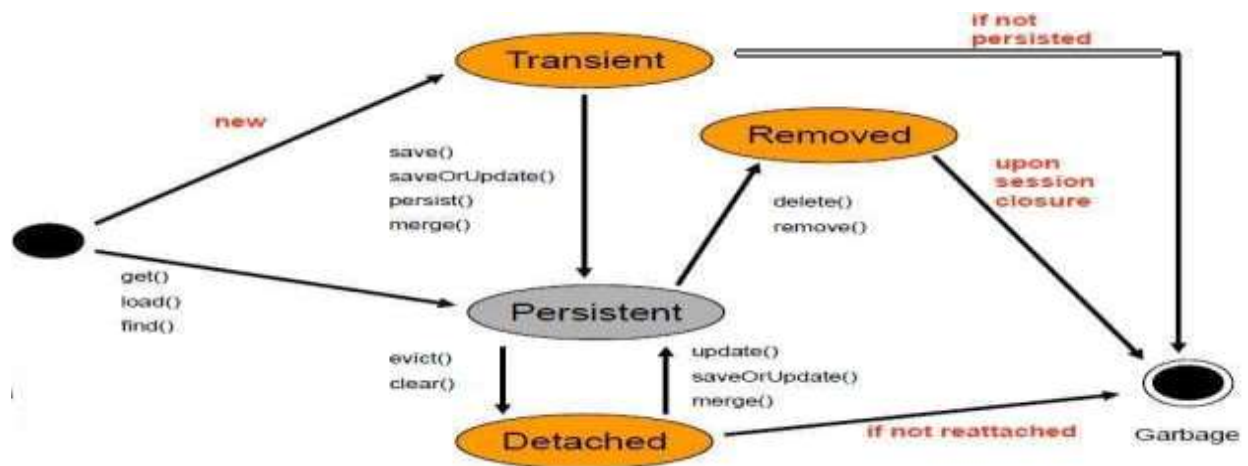 if not
persisted
Transient
new
Removed
save()
saveOrUpdate()
persist()
merge()
upon
session
closure
delete()
remove()
get()
load()
find()
Persistent
evict()
clear()
update()
saveOrUpdate()
merge()
Detached
if not reattached
Garbage